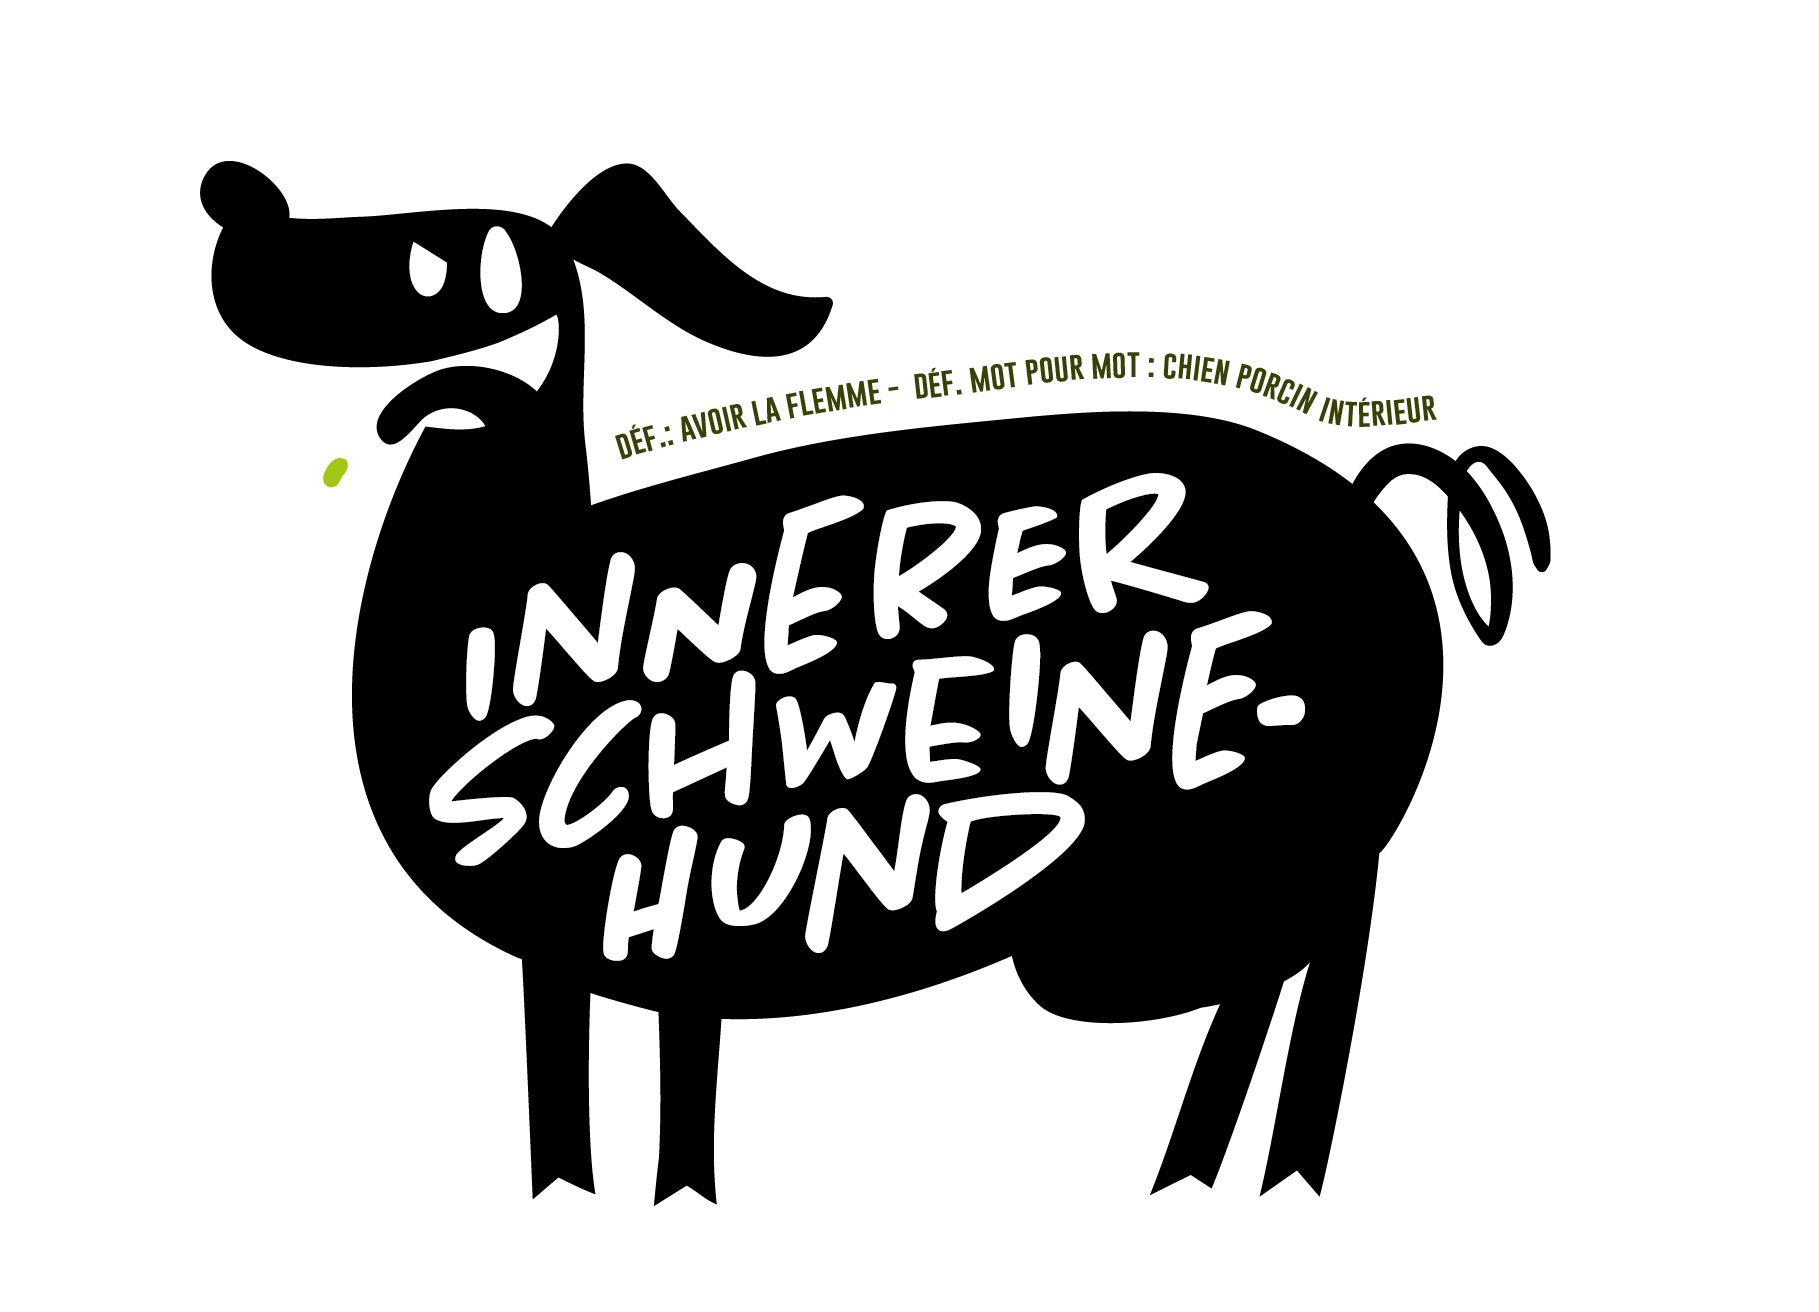 DÉF.: AVOIR LA FLEMME - DÉF. MOT POUR MOT : CHIEN PORCIN INTÉRIEUR
INNERER
SCHWEINE-
HUND